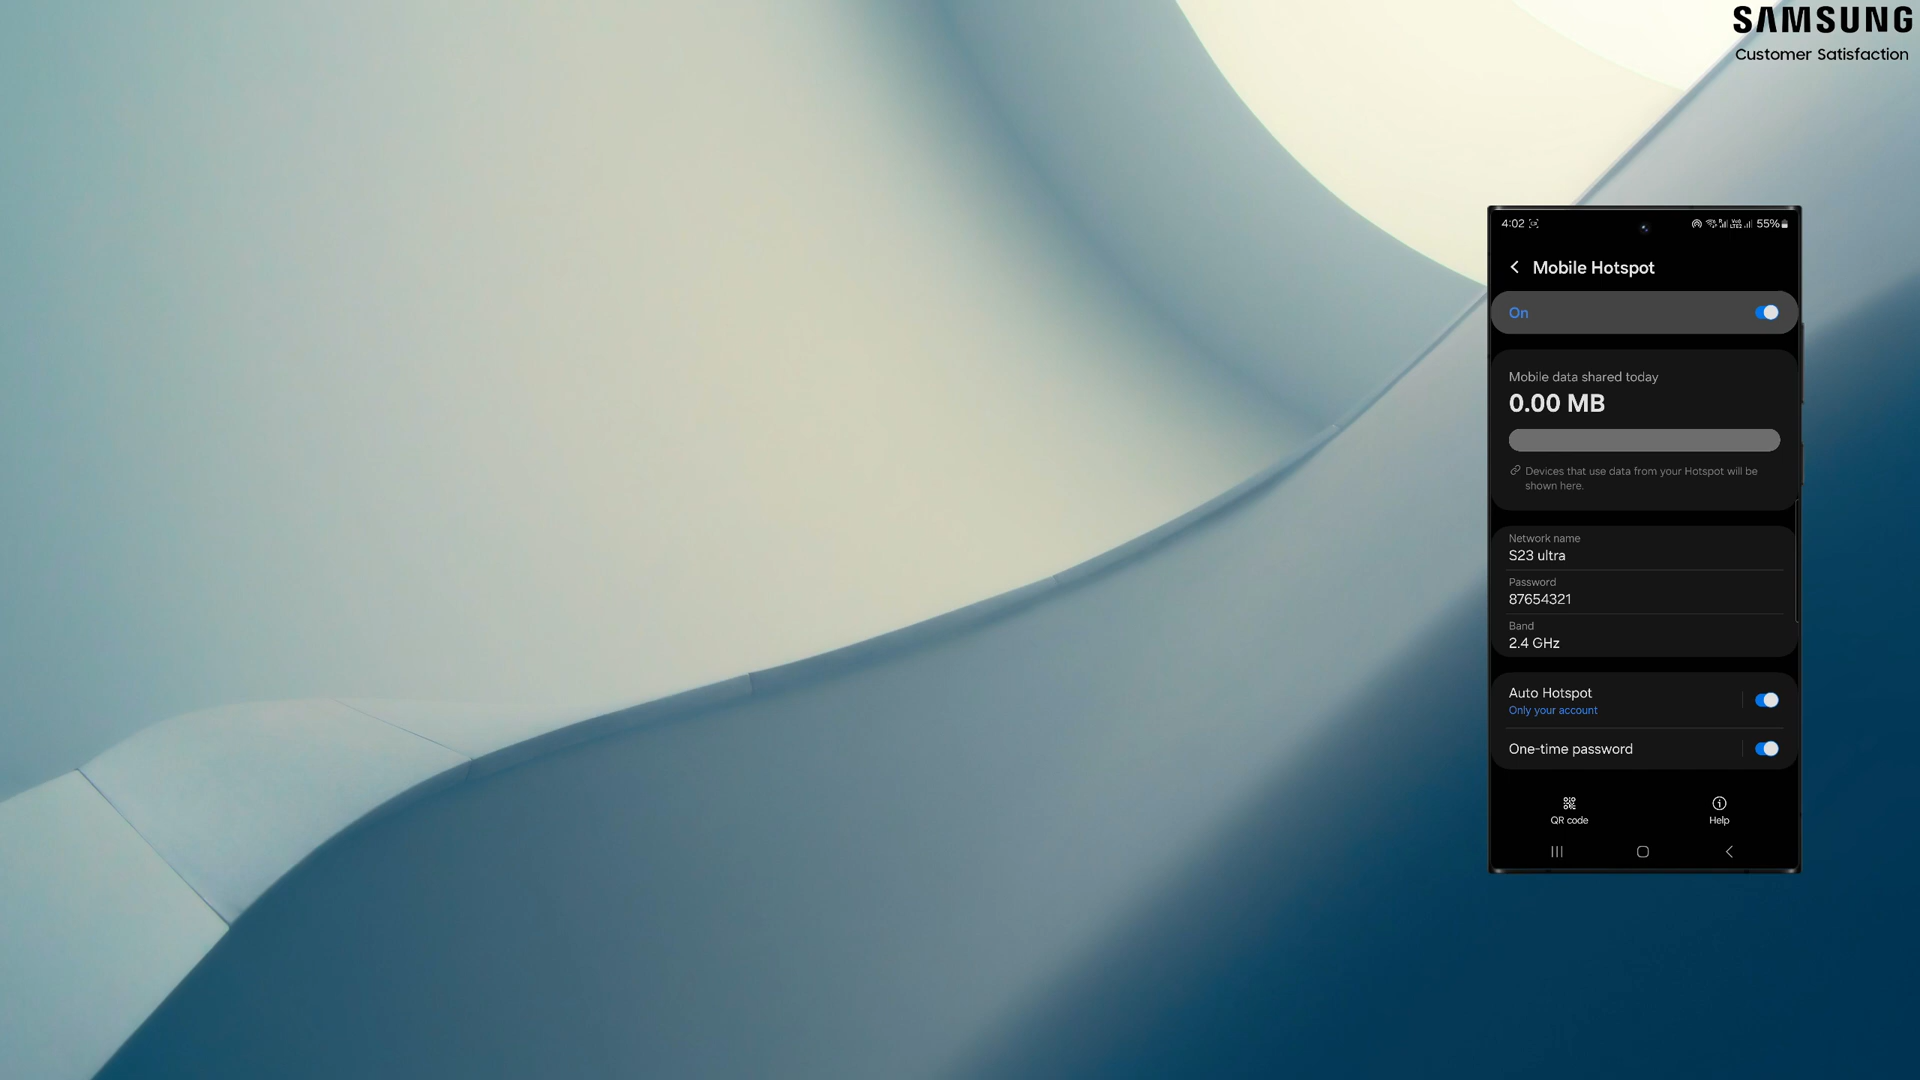 SAMSUNG
Customer Satisfaction
4:02
55%
Mobile Hotspot
On
Mobile data shared today
0.00 MB
Devices that use data from your Hotspot will be
shown here.
Network name
S23 ultra
Password
87654321
Band
2.4 GHz
Auto Hotspot
Only your account
One-time password
QR code
Help